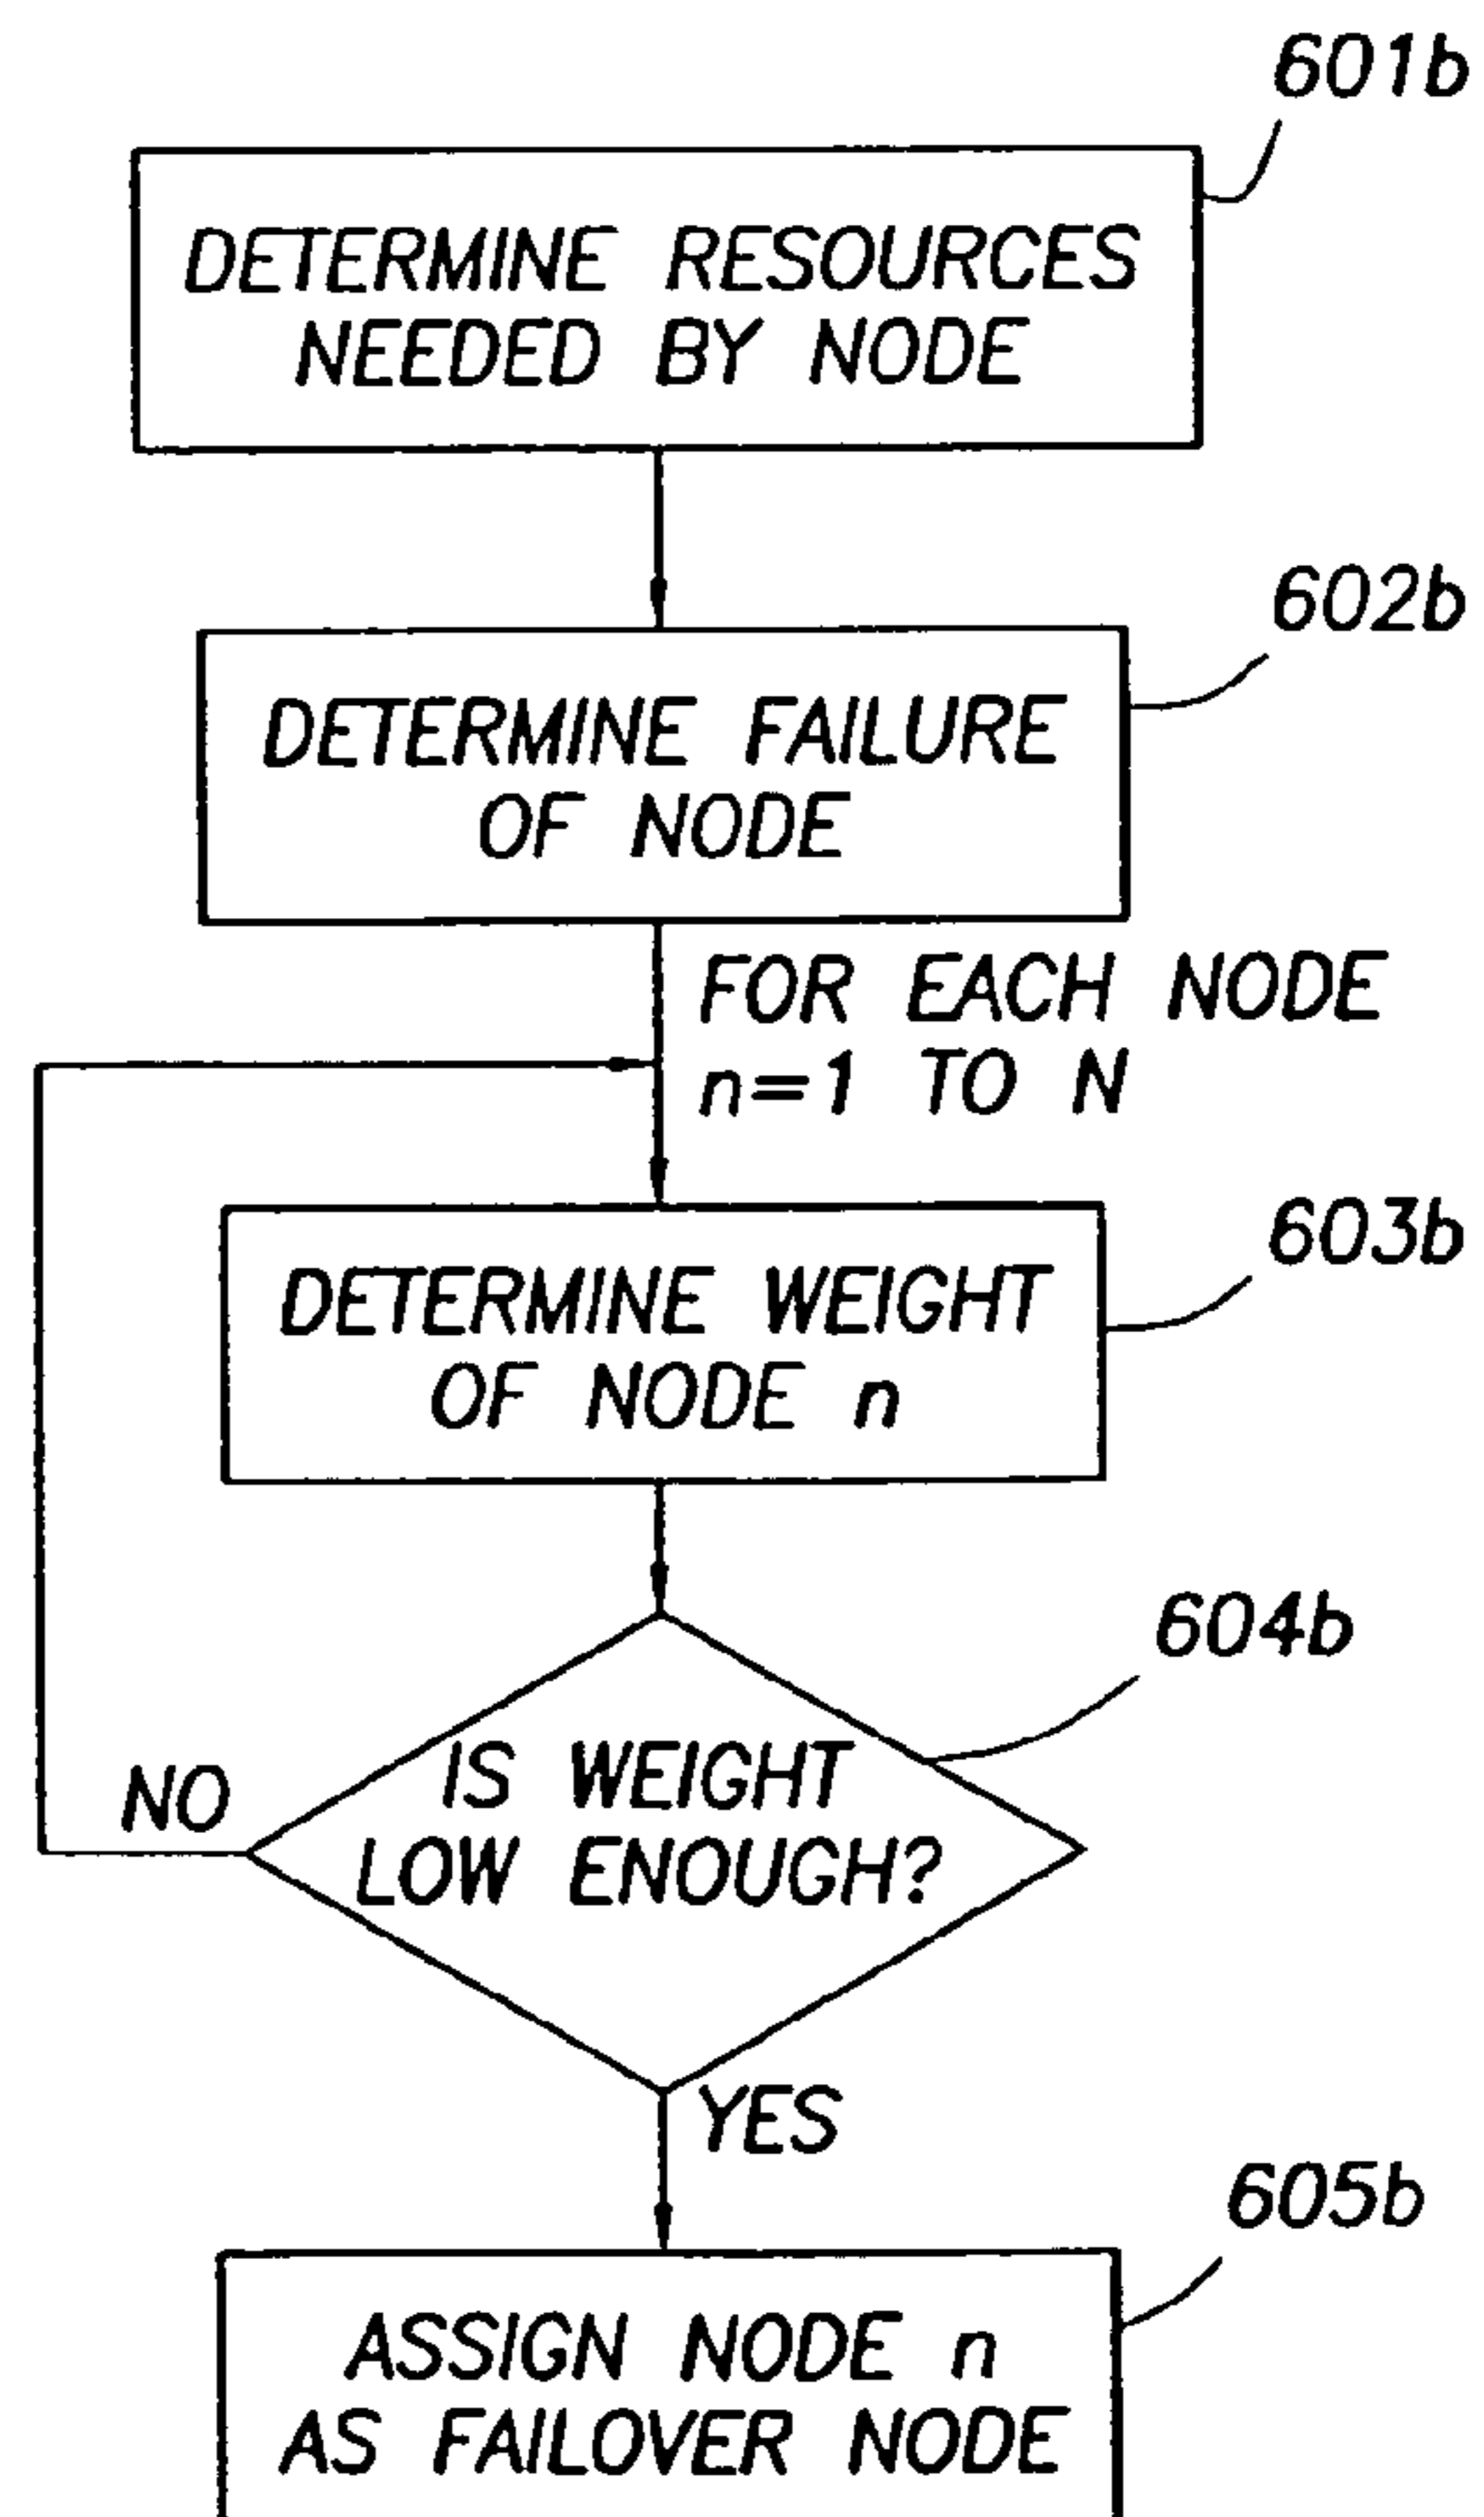 601b
DETERMINE RESOURCES
NEEDED BY NODE
602b
DETERMINE FAILURE
OF NODE
FOR EACH NODE
n=1 TO N
603b
DETERMINE WEIGHT
OF NODE n
604b
IS WEIGHT
LOW ENOUGH?
NO
YES
605b
ASSIGN NODE n
AS FAILOVER NODE